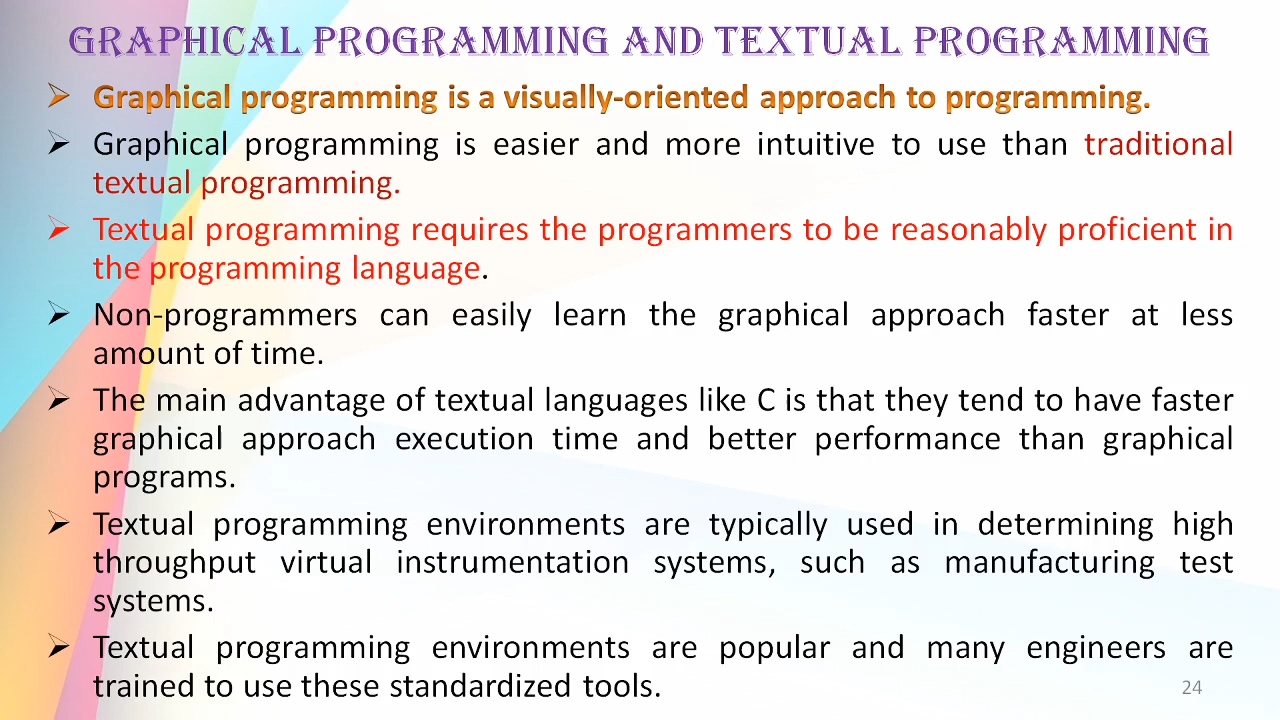 GRAPHICAL PROGRAMMING AND TEXTUAL PROGRAMMING
➢ Graphical programming is a visually-oriented approach to programming.
➢ Graphical programming is easier and more intuitive to use than traditional
textual programming.
➢ Textual programming requires the programmers to be reasonably proficient in
the programming language.
➢ Non-programmers can easily learn the graphical approach faster at less
amount of time.
➢ The main advantage of textual languages like C is that they tend to have faster
graphical approach execution time and better performance than graphical
programs.
➢ Textual programming environments are typically used in determining high
throughput virtual instrumentation systems, such as manufacturing test
systems.
➢ Textual programming environments are popular and many engineers are
trained to use these standardized tools.
24